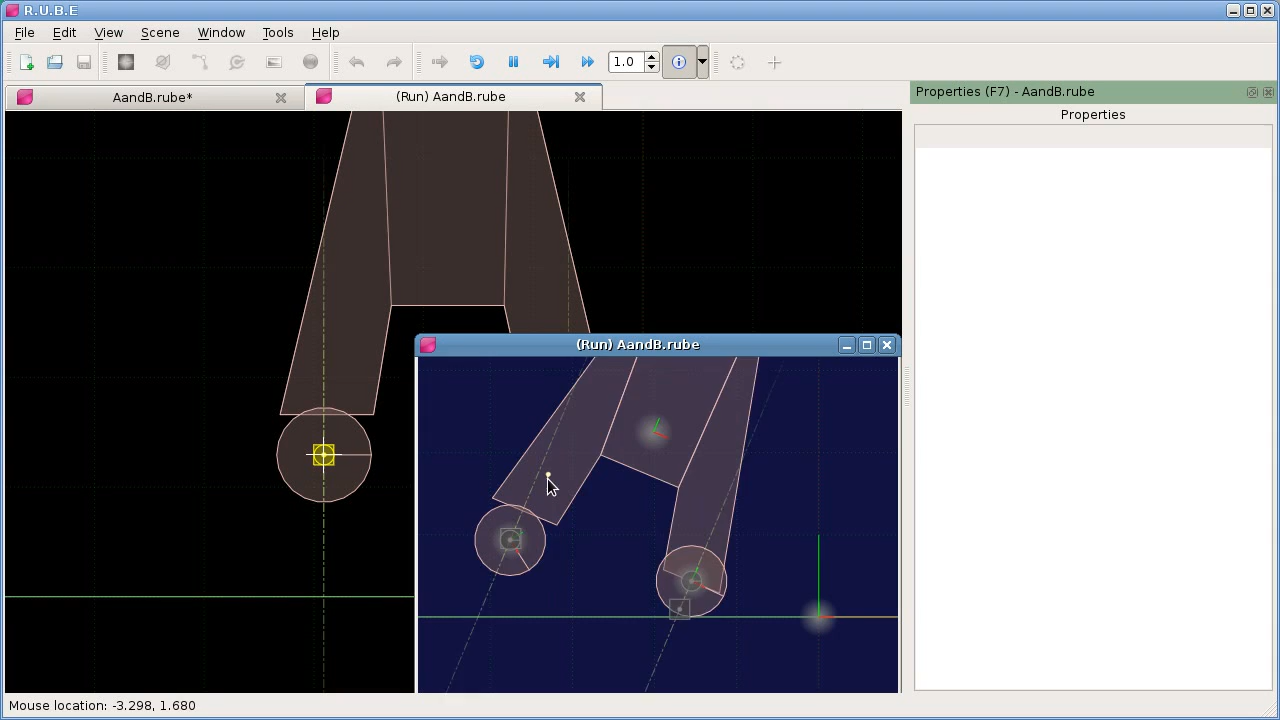 R.U.B.E
File Edit View Scene Window Tools Help
1.0
AandB.rube* (Run) AandB.rube
Properties (F7) - AandB.rube
Properties
(Run) AandB.rube
Mouse location: -3.298, 1.680